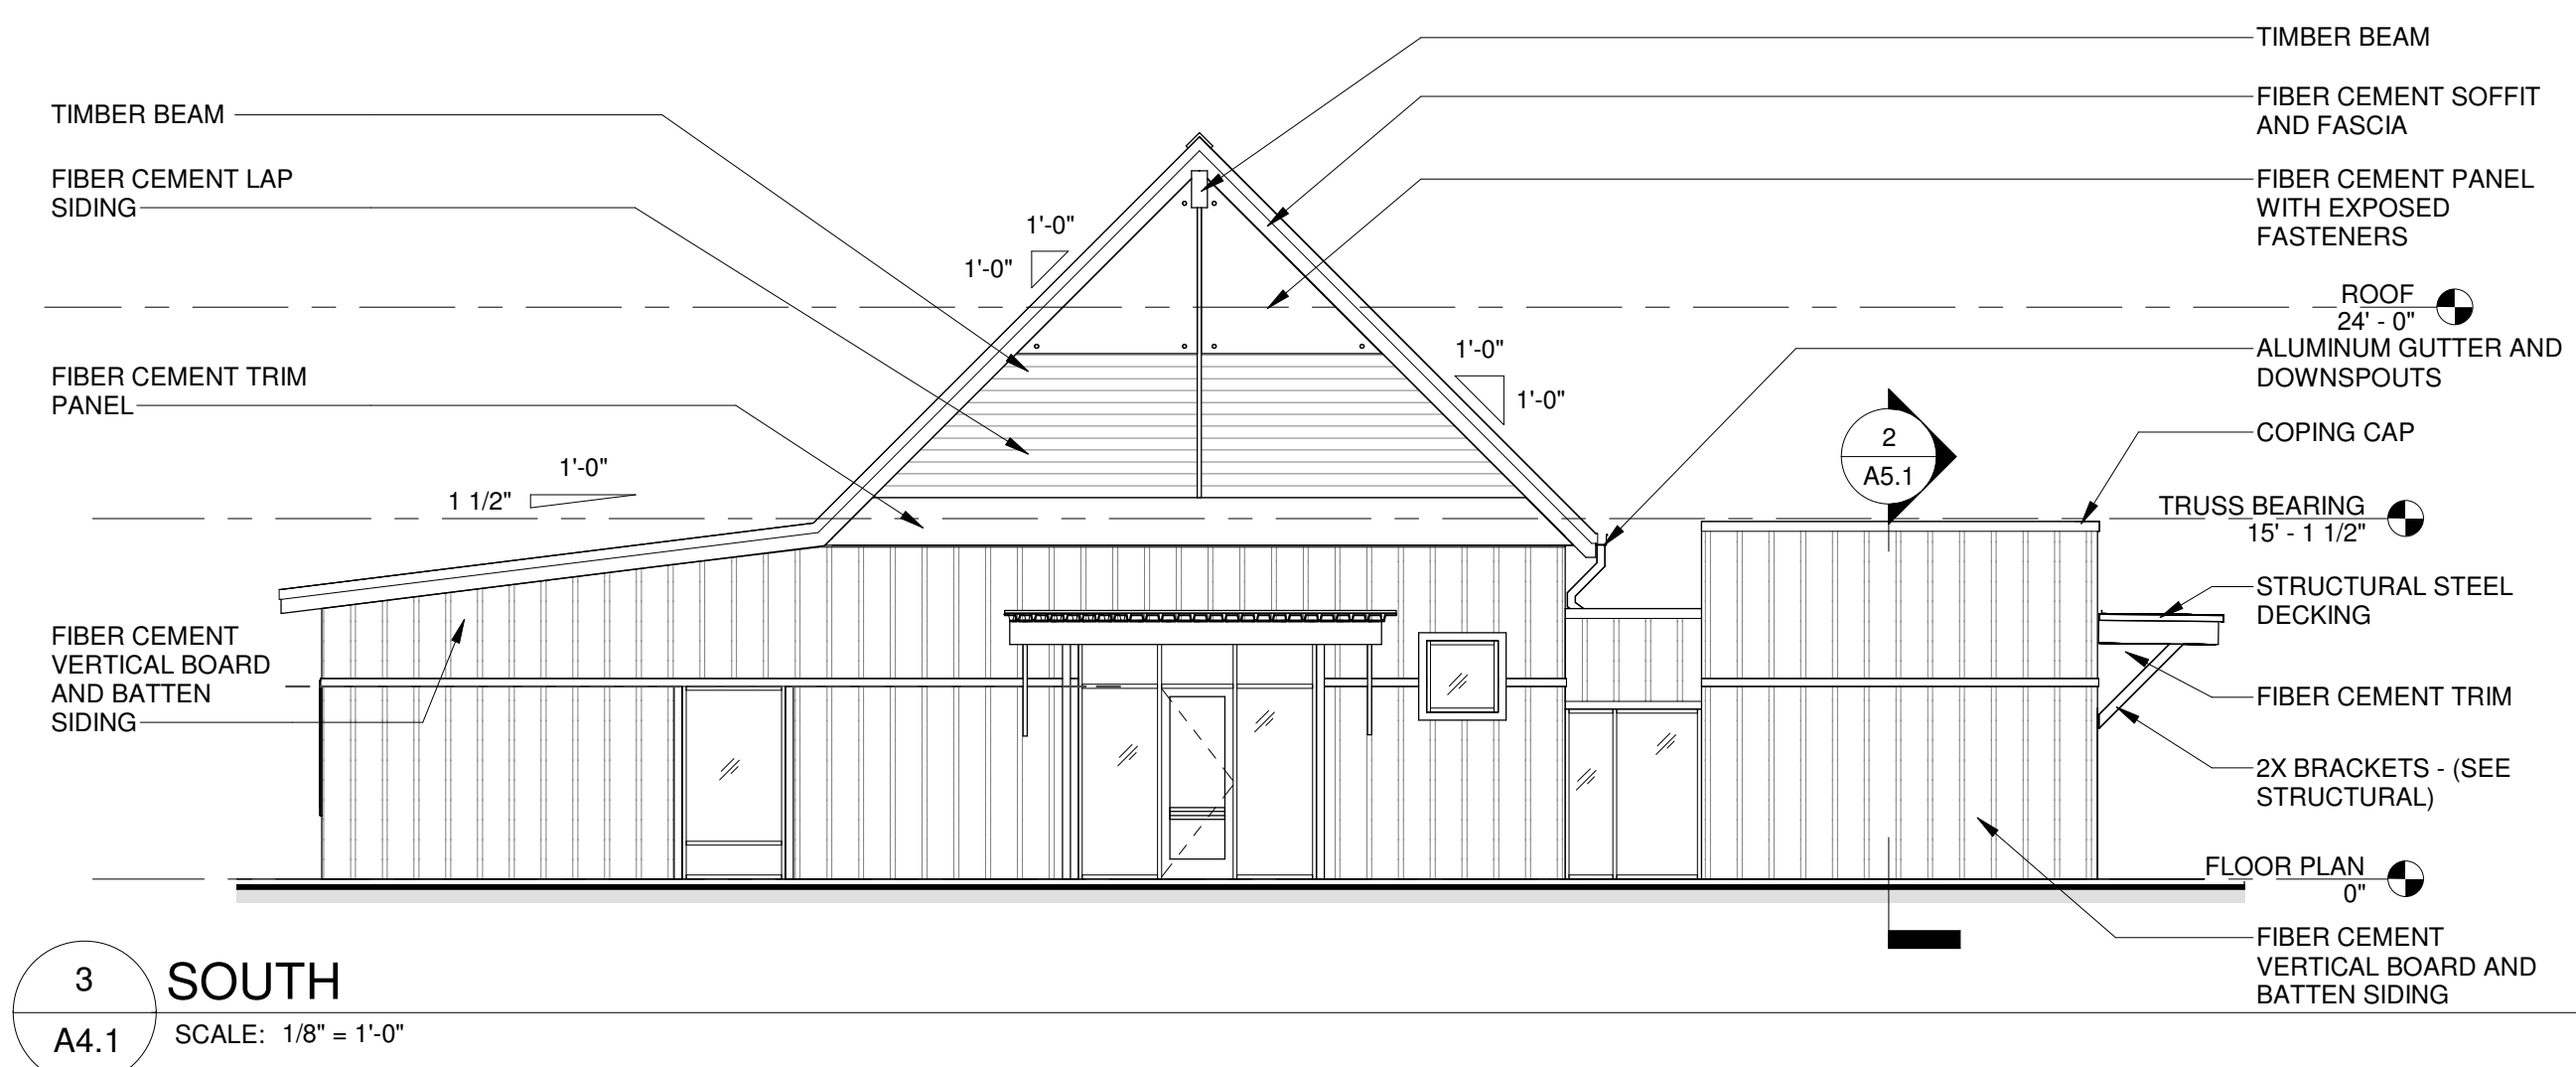 TIMBER BEAM
FIBER CEMENT LAP
SIDING
FIBER CEMENT TRIM
PANEL
1 1/2"
1'-0"
FIBER CEMENT
VERTICAL BOARD
AND BATTEN
SIDING
1'-0"
1'-0"
1'-0"
1'-0"
2
A5.1
TIMBER BEAM
FIBER CEMENT SOFFIT
AND FASCIA
FIBER CEMENT PANEL
WITH EXPOSED
FASTENERS
ROOF
24' - 0"
ALUMINUM GUTTER AND
DOWNSPOUTS
COPING CAP
TRUSS BEARING
15' - 1 1/2"
STRUCTURAL STEEL
DECKING
FIBER CEMENT TRIM
2X BRACKETS - (SEE
STRUCTURAL)
FLOOR PLAN
0"
FIBER CEMENT
VERTICAL BOARD AND
BATTEN SIDING
3
A4.1
SOUTH
SCALE: 1/8" = 1'-0"